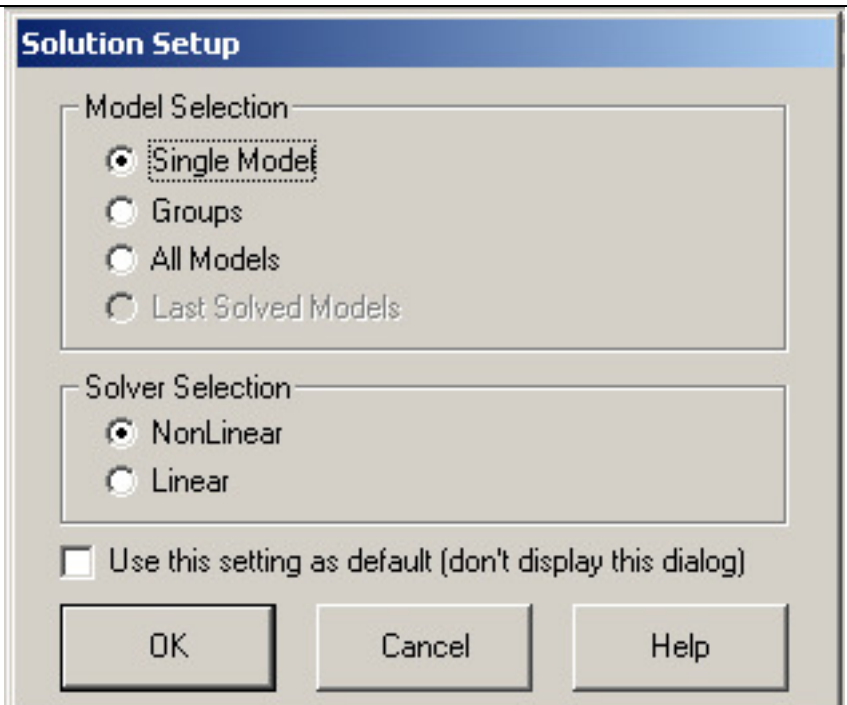 Solution Setup
Model Selection
Single Model
Groups
All Models
Last Solved Models
Solver Selection
NonLinear
Linear
Use this setting as default (don't display this dialog)
OK
Cancel
Help